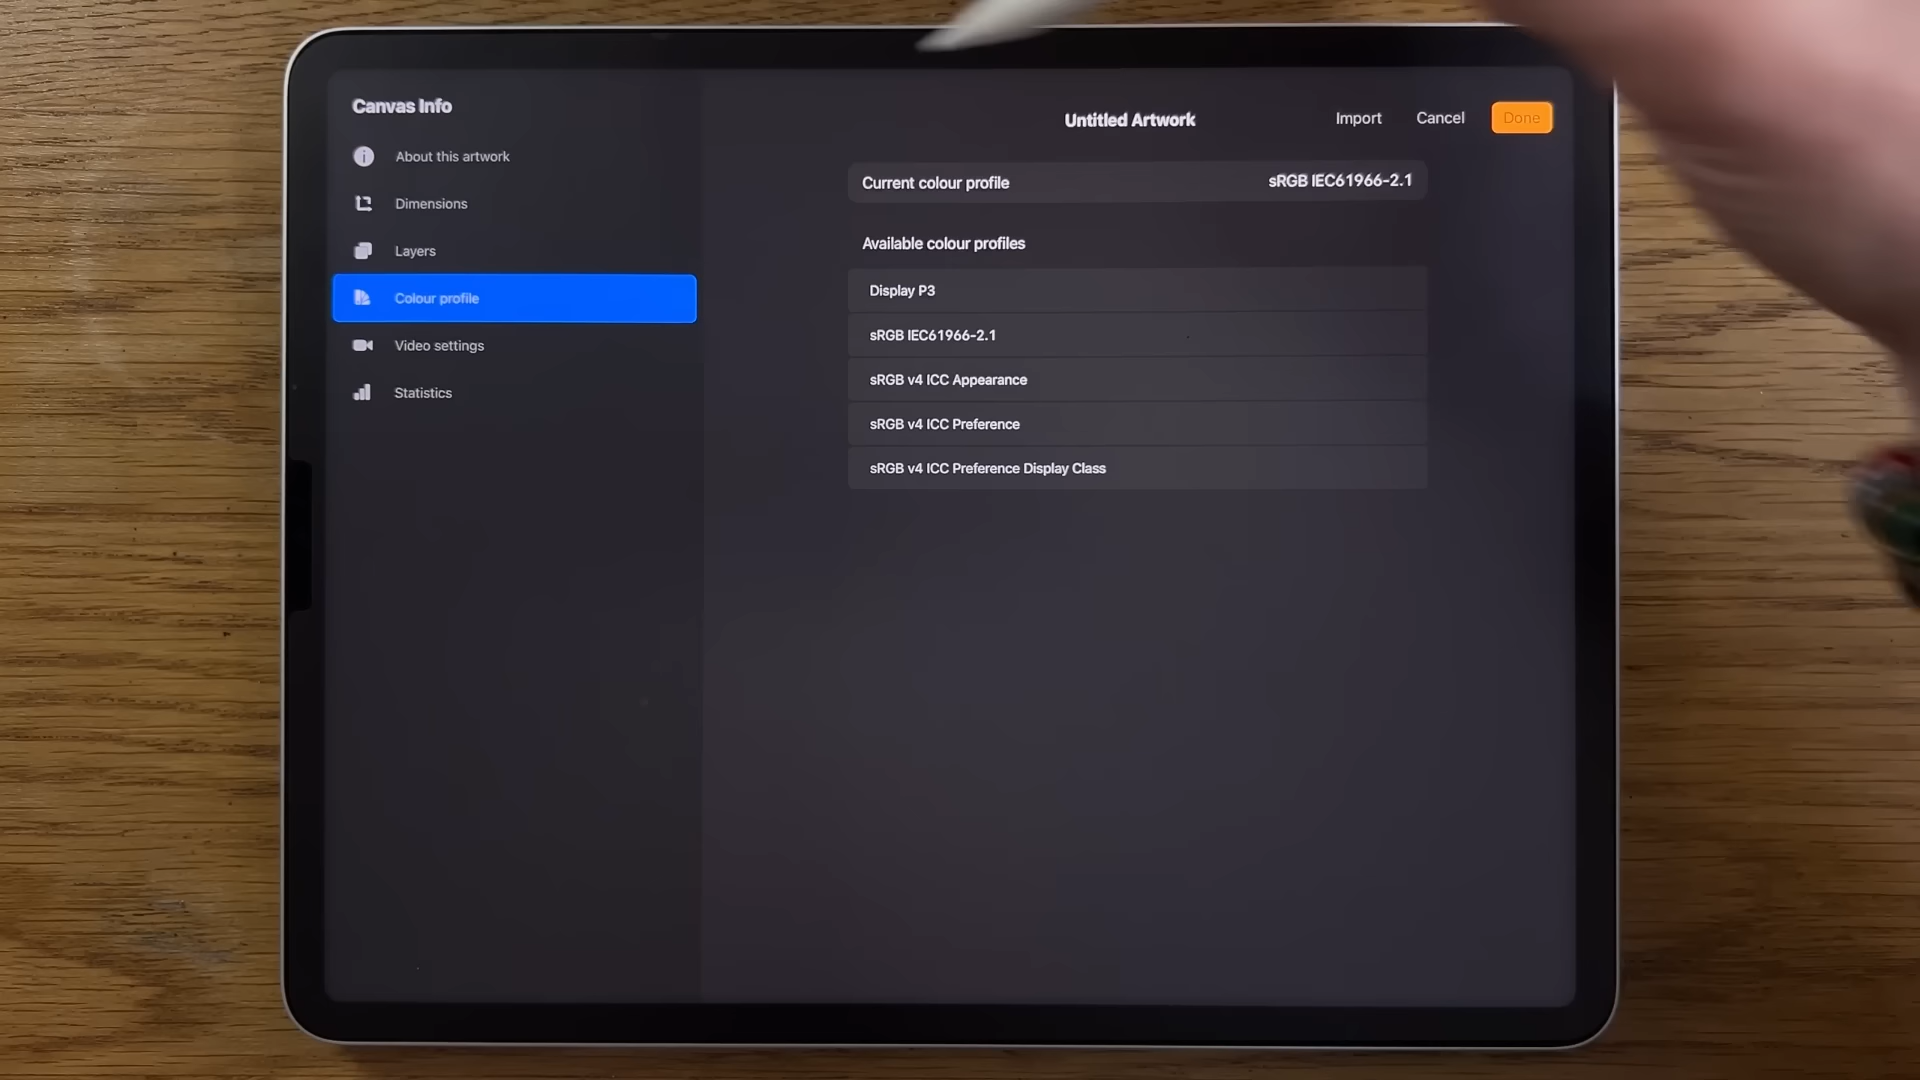 Canvas Info
About this artwork
Dimensions
Layers
Colour profile
Video settings
Statistics
Untitled Artwork
Import
Cancel
Done
Current colour profile
sRGB IEC61966-2.1
Available colour profiles
Display P3
sRGB IEC61966-2.1
sRGB v4 ICC Appearance
sRGB v4 ICC Preference
sRGB v4 ICC Preference Display Class